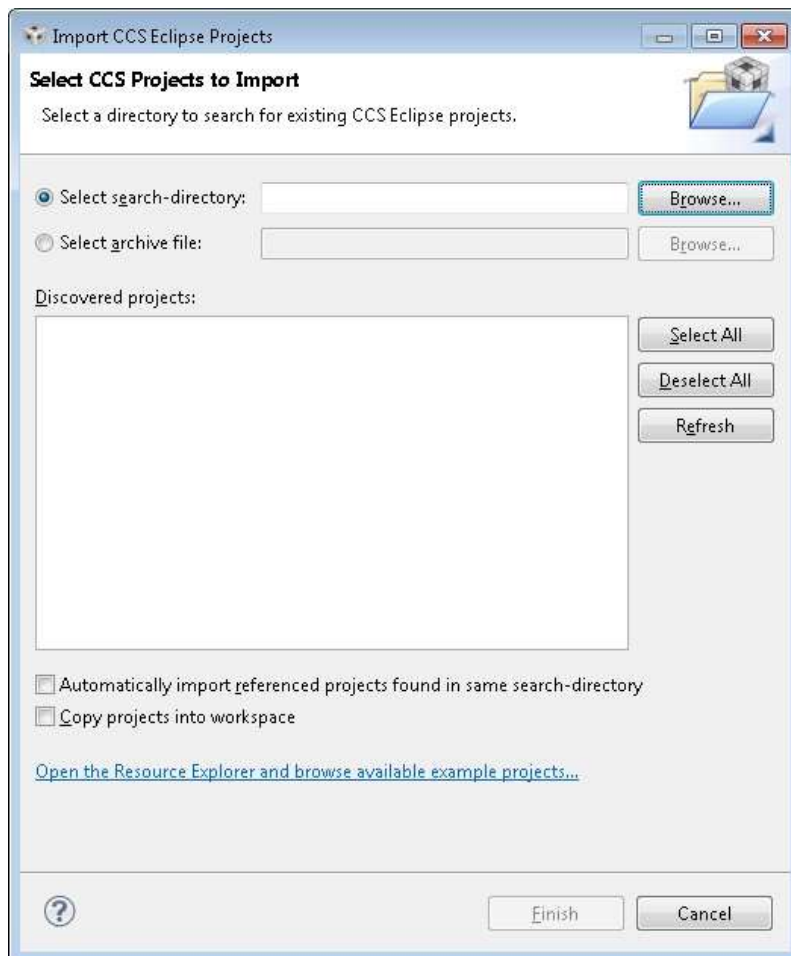 Import CCS Eclipse Projects
Select CCS Projects to Import
Select a directory to search for existing CCS Eclipse projects.
Select search-directory:
Browse...
Select archive file:
Browse...
Discovered projects:
Select All
Deselect All
Refresh
Automatically import referenced projects found in same search-directory
Copy projects into workspace
Open the Resource Explorer and browse available example projects...
?
Finish
Cancel